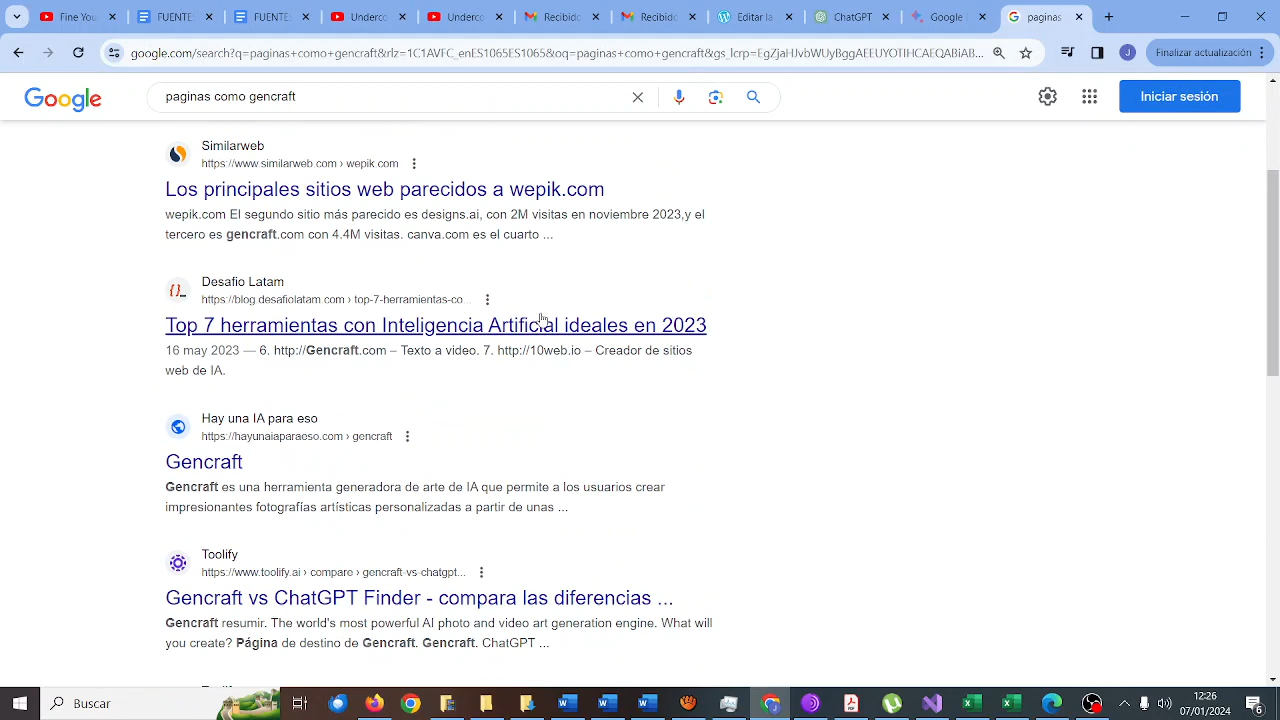 Fine You
FUENTE
FUENTE
Underco
Underc
Recibido
Recibido
Editar la
ChatGPT
Google
paginas
google.com/search?q=paginas+como+gencraft&rlz=1C1AVFC_enES1065ES1065&oq=paginas+como+gencraft&gs_lcrp=EgZjaHJvbWUyBggAEEUYOTIHCAEQABiAB...
J
Finalizar actualización
Google
paginas como gencraft
Iniciar sesión
Similarweb
https://www.similarweb.com › wepik.com
Los principales sitios web parecidos a wepik.com
wepik.com El segundo sitio más parecido es designs.ai, con 2M visitas en noviembre 2023,y el
tercero es gencraft.com con 4.4M visitas. canva.com es el cuarto ...
Desafio Latam
https://blog.desafiolatam.com › top-7-herramientas-co...
Top 7 herramientas con Inteligencia Artificial ideales en 2023
16 may 2023 — 6. http://Gencraft.com – Texto a video. 7. http://10web.io – Creador de sitios
web de IA.
Hay una IA para eso
https://hayunaiaparaeso.com › gencraft
Gencraft
Gencraft es una herramienta generadora de arte de IA que permite a los usuarios crear
impresionantes fotografías artísticas personalizadas a partir de unas ...
Toolify
https://www.toolify.ai › compare › gencraft-vs-chatgpt...
Gencraft vs ChatGPT Finder - compara las diferencias ...
Gencraft resumir. The world's most powerful AI photo and video art generation engine. What will
you create? Página de destino de Gencraft. Gencraft. ChatGPT ...
Buscar
12:26
07/01/2024
6